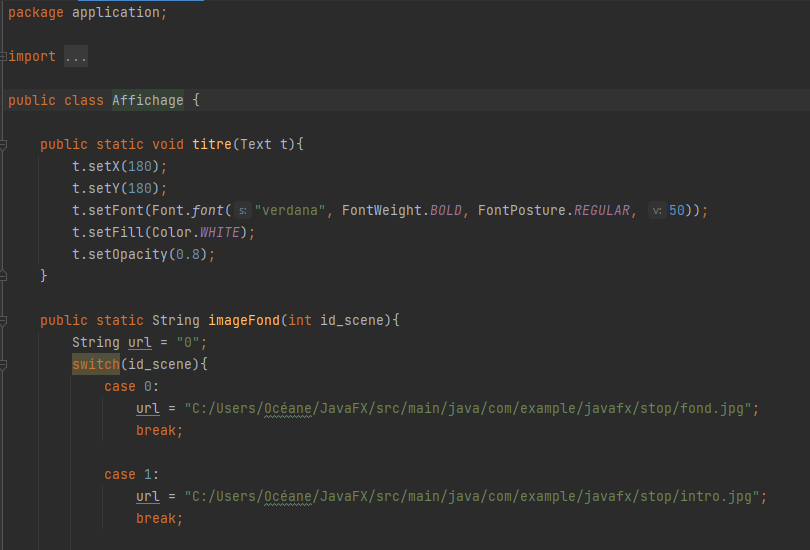 package application;
import ...
public class Affichage {
public static void titre(Text t){
t.setX(180);
t.setY(180);
t.setFont(Font.font( s: "verdana", FontWeight.BOLD, FontPosture.REGULAR, v: 50));
t.setFill(Color.WHITE);
t.setOpacity(0.8);
}
public static String imageFond(int id_scene){
String url = "0";
switch(id_scene){
case 0:
url = "C:/Users/Océane/JavaFX/src/main/java/com/example/javafx/stop/fond.jpg";
break;
case 1:
url = "C:/Users/Océane/JavaFX/src/main/java/com/example/javafx/stop/intro.jpg";
break;